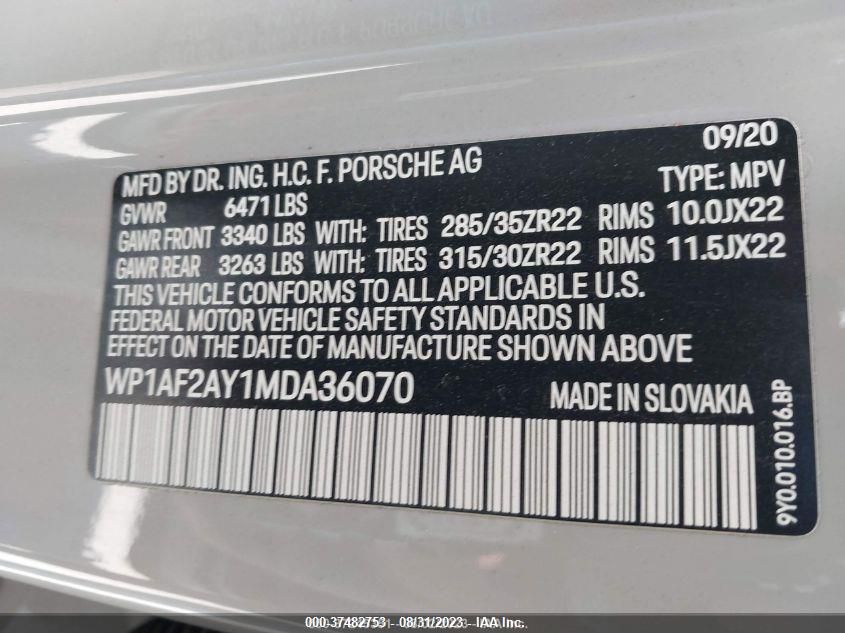 09/20
MFD BY DR. ING. H.C. F. PORSCHE AG
TYPE: MPV
GVWR 6471 LBS
GAWR FRONT 3340 LBS WITH: TIRES 285/35ZR22 RIMS 10.0JX22
GAWR REAR 3263 LBS WITH: TIRES 315/30ZR22 RIMS 11.5JX22
THIS VEHICLE CONFORMS TO ALL APPLICABLE U.S.
FEDERAL MOTOR VEHICLE SAFETY STANDARDS IN
EFFECT ON THE DATE OF MANUFACTURE SHOWN ABOVE
WP1AF2AY1MDA36070 MADE IN SLOVAKIA
9Y0.010.016.BP
000-37482753 - 08/31/2023 - IAA Inc.